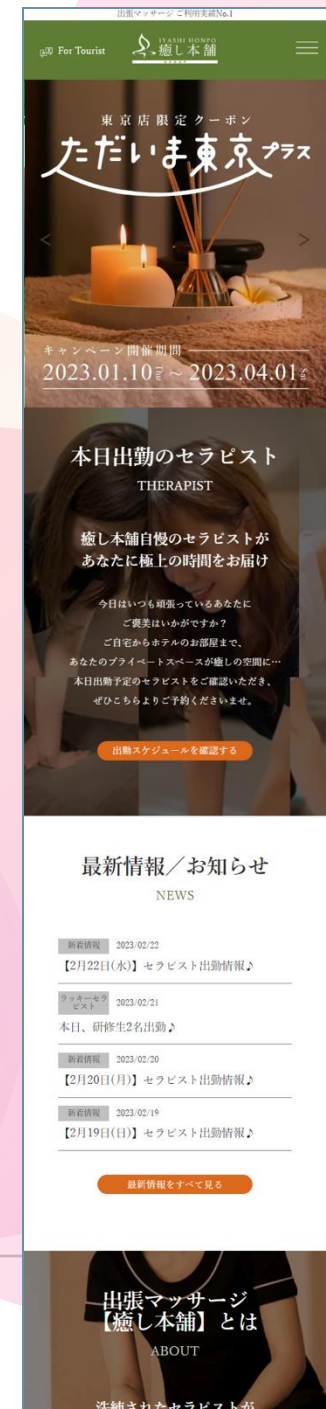 出張マッサージ ご利用実績No.1
For Tourist
IYASHI HONPO
癒し本舗
東京店限定クーポン
ただいま東京プラス
キャンペーン開催期間
2023.01.10 Thu ～ 2023.04.01 Sat
本日出勤のセラピスト
THERAPIST
癒し本舗自慢のセラピストが
あなたに極上の時間をお届け
今日はいつも頑張っているあなたに
ご褒美はいかがですか？
ご自宅からホテルのお部屋まで、
あなたのプライベートスペースが癒しの空間に…
本日出勤予定のセラピストをご確認いただき、
ぜひこちらよりご予約くださいませ。
出勤スケジュールを確認する
最新情報／お知らせ
NEWS
新着情報 2023/02/22
【2月22日(水)】セラピスト出勤情報♪
ラッキーセラ
ピスト 2023/02/21
本日、研修生2名出勤♪
新着情報 2023/02/20
【2月20日(月)】セラピスト出勤情報♪
新着情報 2023/02/19
【2月19日(日)】セラピスト出勤情報♪
最新情報をすべて見る
出張マッサージ
【癒し本舗】とは
ABOUT
洗練されたセラピストが